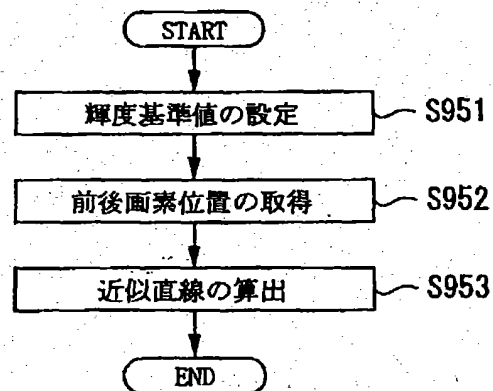 START
輝度基準値の設定
S951
前後画素位置の取得
S952
近似直線の算出
S953
END